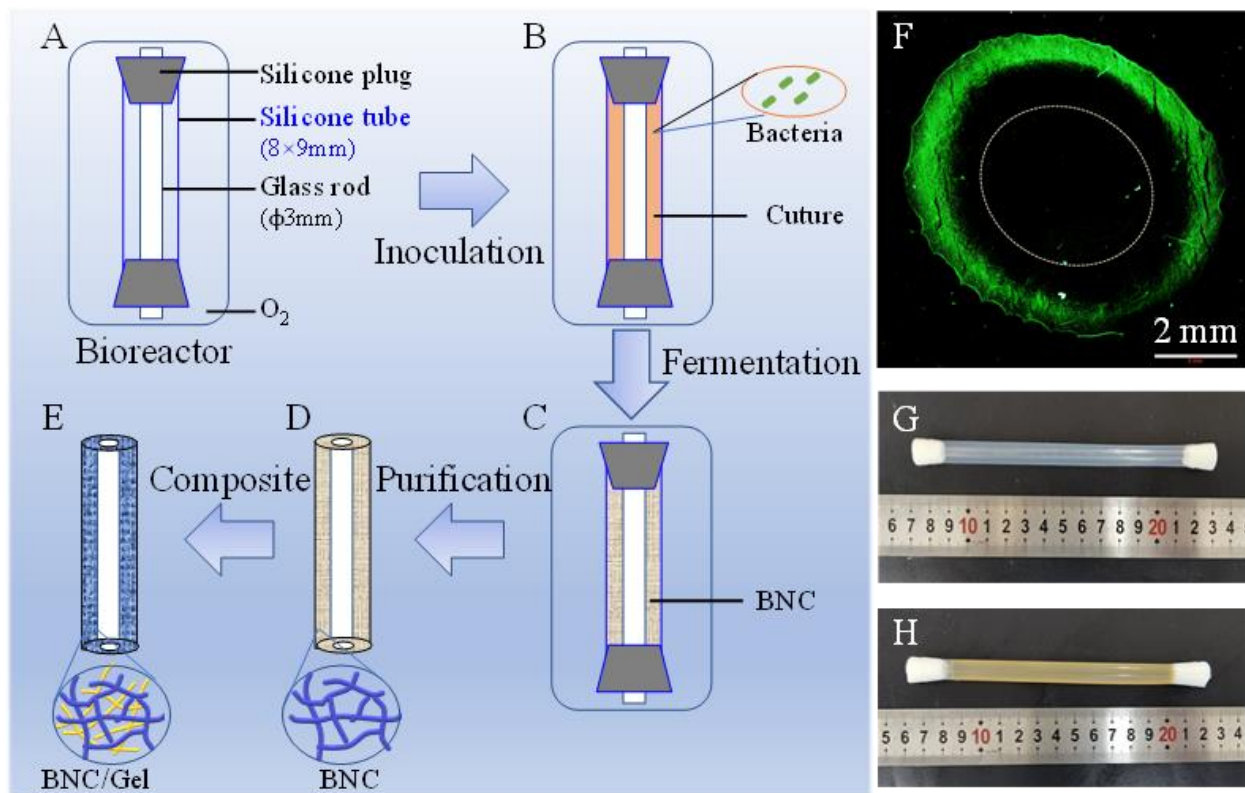 A
Silicone plug
Silicone tube
(8×9mm)
Glass rod
(ϕ3mm)
O2
Bioreactor
Inoculation
B
Bacteria
Cuture
Fermentation
C
BNC
Purification
D
BNC
Composite
E
BNC/Gel
F
2 mm
G
6 7 8 9 10 1 2 3 4 5 6 7 8 9 20 1 2 3 4
H
5 6 7 8 9 10 1 2 3 4 5 6 7 8 9 20 1 2 3 4